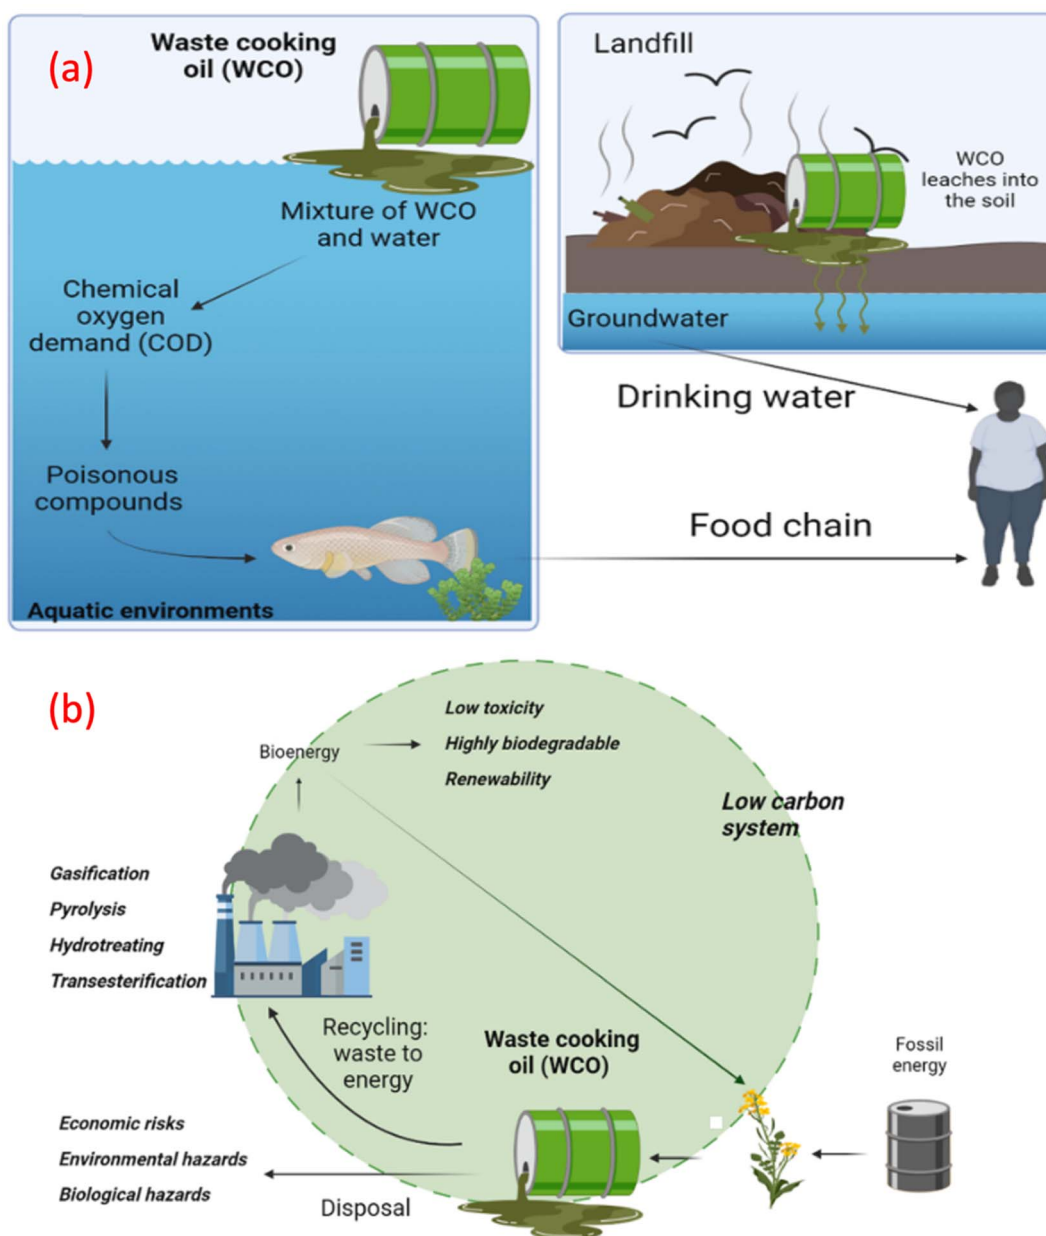 (a)
Waste cooking
oil (WCO)
Mixture of WCO
and water
Chemical
oxygen
demand (COD)
Poisonous
compounds
Aquatic environments
Landfill
WCO
leaches into
the soil
Groundwater
Drinking water
Food chain
(b)
Low toxicity
Bioenergy
Highly biodegradable
Renewability
Low carbon
system
Gasification
Pyrolysis
Hydrotreating
Transesterification
Recycling:
waste to
energy
Waste cooking
oil (WCO)
Fossil
energy
Economic risks
Environmental hazards
Biological hazards
Disposal